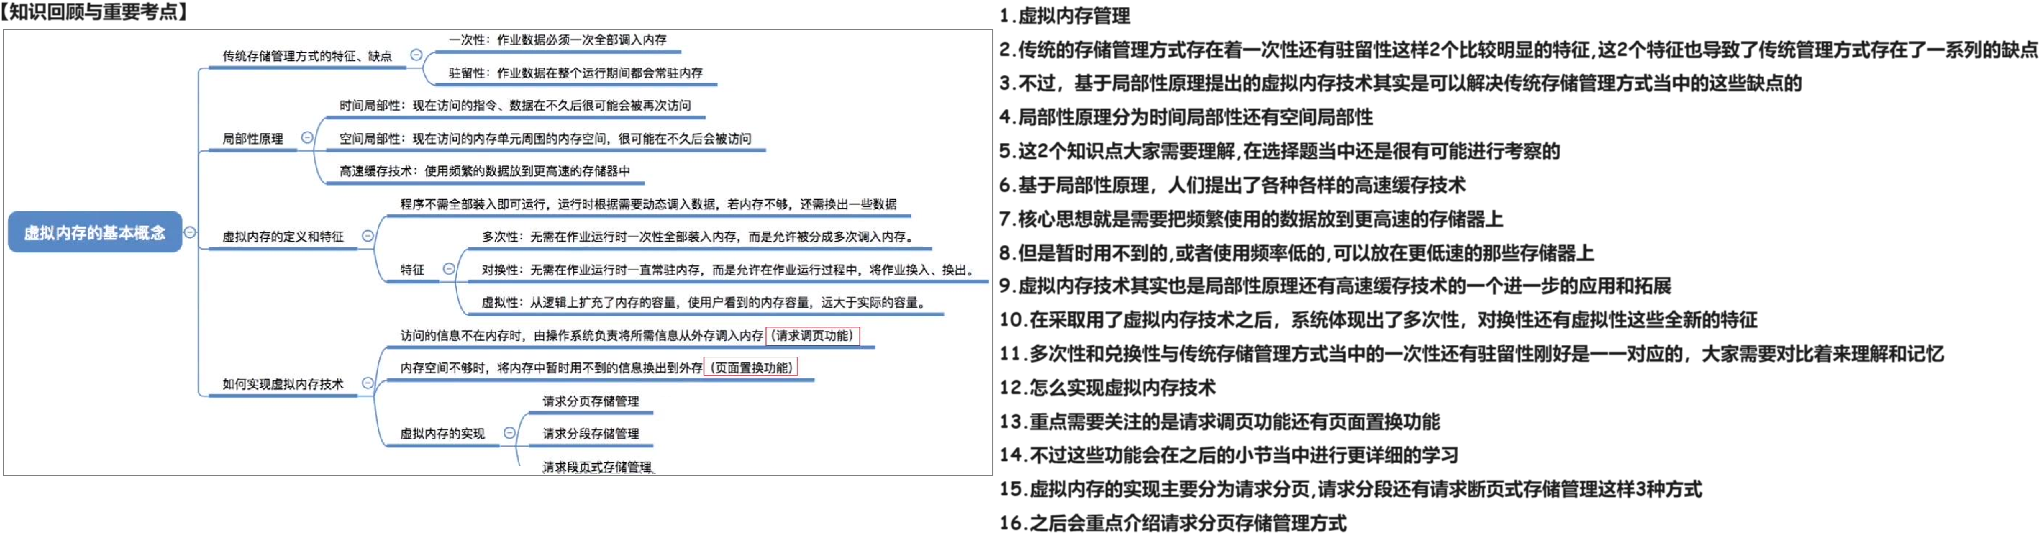 【知识回顾与重要考点】
虚拟内存的基本概念
传统存储管理方式的特征、缺点
一次性：作业数据必须一次全部调入内存
驻留性：作业数据在整个运行期间都会常驻内存
局部性原理
时间局部性：现在访问的指令、数据在不久后很可能会被再次访问
空间局部性：现在访问的内存单元周围的内存空间，很可能在不久后会被访问
高速缓存技术：使用频繁的数据放到更高速的存储器中
虚拟内存的定义和特征
程序不需全部装入即可运行，运行时根据需要动态调入数据，若内存不够，还需换出一些数据
特征
多次性：无需在作业运行时一次性全部装入内存，而是允许被分成多次调入内存。
对换性：无需在作业运行时一直常驻内存，而是允许在作业运行过程中，将作业换入、换出。
虚拟性：从逻辑上扩充了内存的容量，使用户看到的内存容量，远大于实际的容量。
如何实现虚拟内存技术
访问的信息不在内存时，由操作系统负责将所需信息从外存调入内存（请求调页功能）
内存空间不够时，将内存中暂时用不到的信息换出到外存（页面置换功能）
虚拟内存的实现
请求分页存储管理
请求分段存储管理
请求段页式存储管理
1.虚拟内存管理
2.传统的存储管理方式存在着一次性还有驻留性这样2个比较明显的特征,这2个特征也导致了传统管理方式存在了一系列的缺点
3.不过，基于局部性原理提出的虚拟内存技术其实是可以解决传统存储管理方式当中的这些缺点的
4.局部性原理分为时间局部性还有空间局部性
5.这2个知识点大家需要理解,在选择题当中还是很有可能进行考察的
6.基于局部性原理，人们提出了各种各样的高速缓存技术
7.核心思想就是需要把频繁使用的数据放到更高速的存储器上
8.但是暂时用不到的,或者使用频率低的,可以放在更低速的那些存储器上
9.虚拟内存技术其实也是局部性原理还有高速缓存技术的一个进一步的应用和拓展
10.在采取用了虚拟内存技术之后，系统体现出了多次性，对换性还有虚拟性这些全新的特征
11.多次性和兑换性与传统存储管理方式当中的一次性还有驻留性刚好是一一对应的，大家需要对比着来理解和记忆
12.怎么实现虚拟内存技术
13.重点需要关注的是请求调页功能还有页面置换功能
14.不过这些功能会在之后的小节当中进行更详细的学习
15.虚拟内存的实现主要分为请求分页,请求分段还有请求断页式存储管理这样3种方式
16.之后会重点介绍请求分页存储管理方式